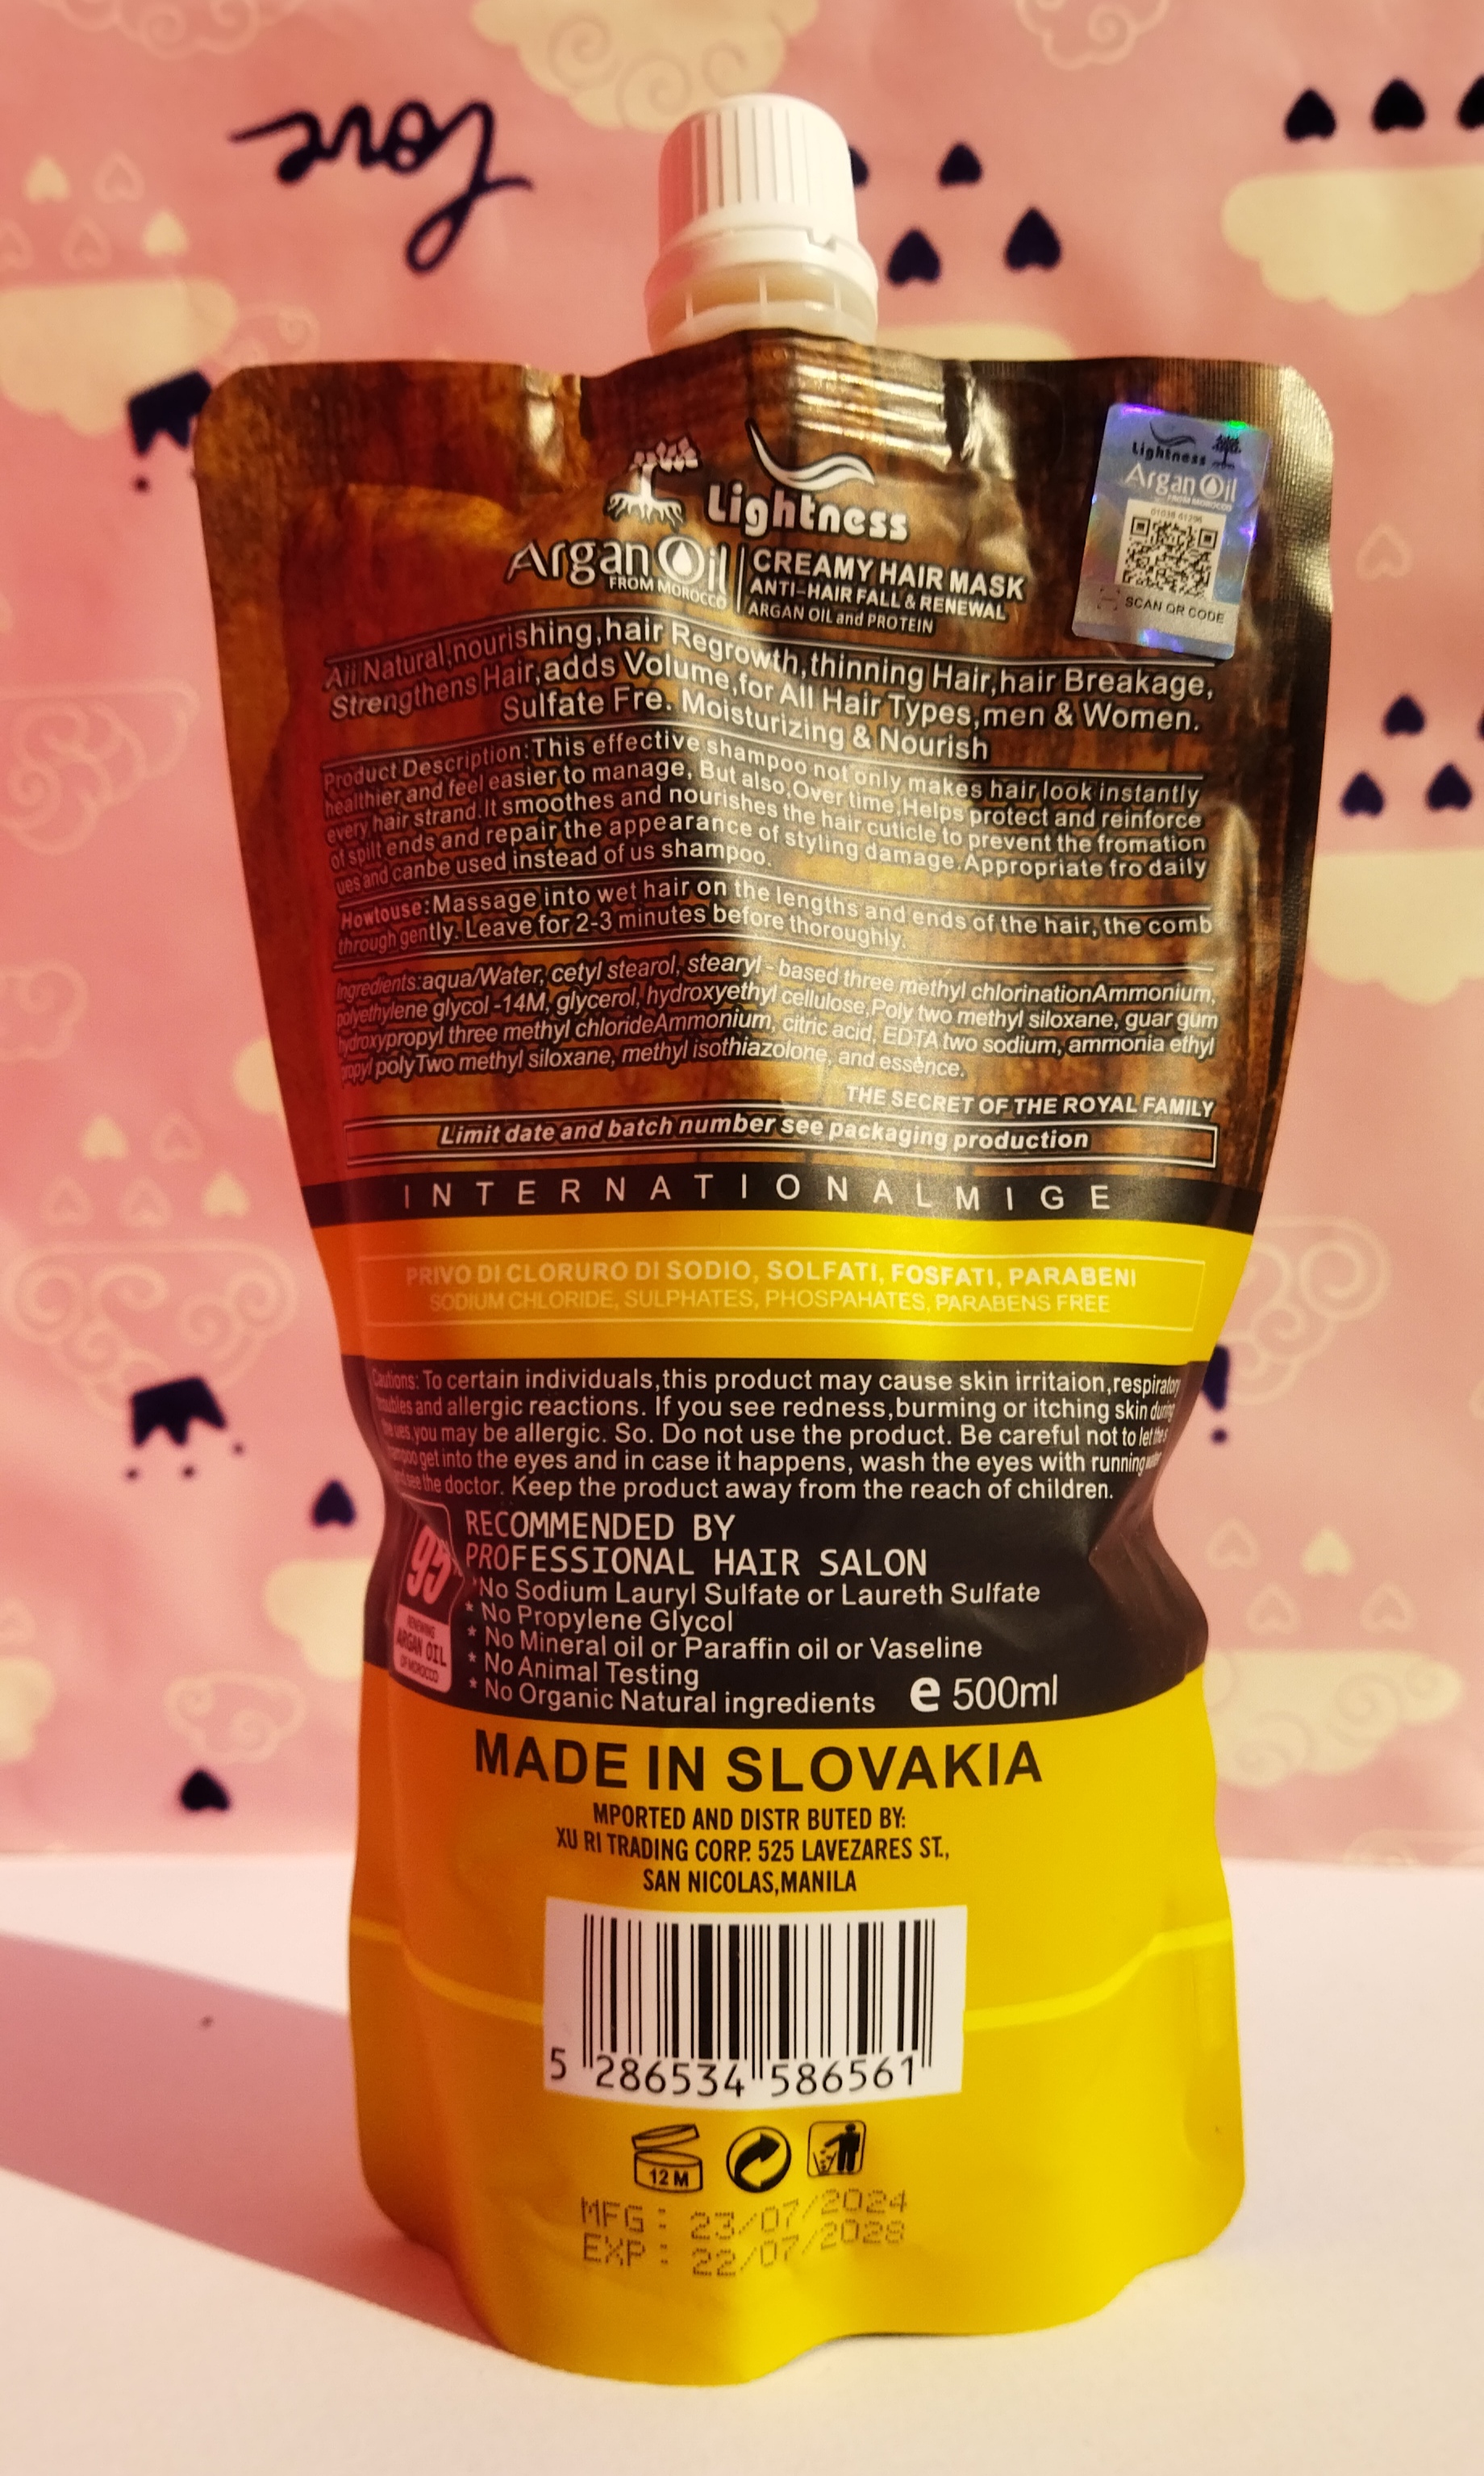 love
Lightness
Argan Oil
FROM MOROCCO
CREAMY HAIR MASK
ANTI-HAIR FALL & RENEWAL
ARGAN OIL and PROTEIN
Lightness
Argan Oil
FROM MOROCCO
SCAN QR CODE
Aii Natural,nourishing,hair Regrowth,thinning Hair,hair Breakage,
Strengthens Hair,adds Volume,for All Hair Types,men & Women.
Sulfate Fre. Moisturizing & Nourish
Product Description:This effective shampoo not only makes hair look instantly
healthier and feel easier to manage, But also,Over time,Helps protect and reinforce
every hair strand.It smoothes and nourishes the hair cuticle to prevent the fromation
of spilt ends and repair the appearance of styling damage.Appropriate fro daily
ues and canbe used instead of us shampoo.
Howtouse:Massage into wet hair on the lengths and ends of the hair, the comb
through gently. Leave for 2-3 minutes before thoroughly.
Ingredients:aqua/Water, cetyl stearol, stearyl - based three methyl chlorinationAmmonium,
polyethylene glycol -14M, glycerol, hydroxyethyl cellulose,Poly two methyl siloxane, guar gum
hydroxypropyl three methyl chlorideAmmonium, citric acid, EDTA two sodium, ammonia ethyl
propyl polyTwo methyl siloxane, methyl isothiazolone, and essence.
THE SECRET OF THE ROYAL FAMILY
Limit date and batch number see packaging production
INTERNATIONALMIGE
PRIVO DI CLORURO DI SODIO, SOLFATI, FOSFATI, PARABENI
SODIUM CHLORIDE, SULPHATES, PHOSPAHATES, PARABENS FREE
Cautions: To certain individuals,this product may cause skin irritaion,respiratory
troubles and allergic reactions. If you see redness,burming or itching skin during
the ues,you may be allergic. So. Do not use the product. Be careful not to let the
get into the eyes and in case it happens, wash the eyes with running water
and see the doctor. Keep the product away from the reach of children.
RECOMMENDED BY
PROFESSIONAL HAIR SALON
*No Sodium Lauryl Sulfate or Laureth Sulfate
* No Propylene Glycol
* No Mineral oil or Paraffin oil or Vaseline
* No Animal Testing
* No Organic Natural ingredients
e 500ml
RENEWING
ARGAN OIL
OF MOROCCO
MADE IN SLOVAKIA
MPORTED AND DISTR BUTED BY:
XU RI TRADING CORP. 525 LAVEZARES ST.,
SAN NICOLAS,MANILA
5 286534 586561
12 M
MFG : 23/07/2024
EXP : 22/07/2028